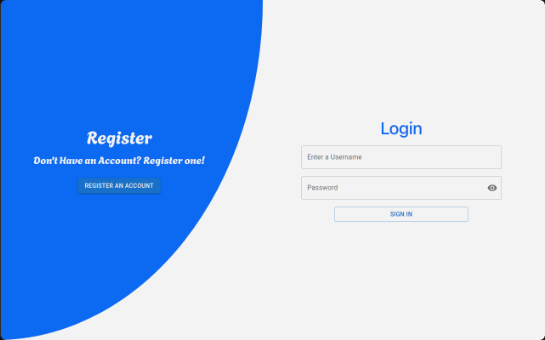 Register
Don't Have an Account? Register one!
REGISTER AN ACCOUNT
Login
Enter a Username
Password
SIGN IN